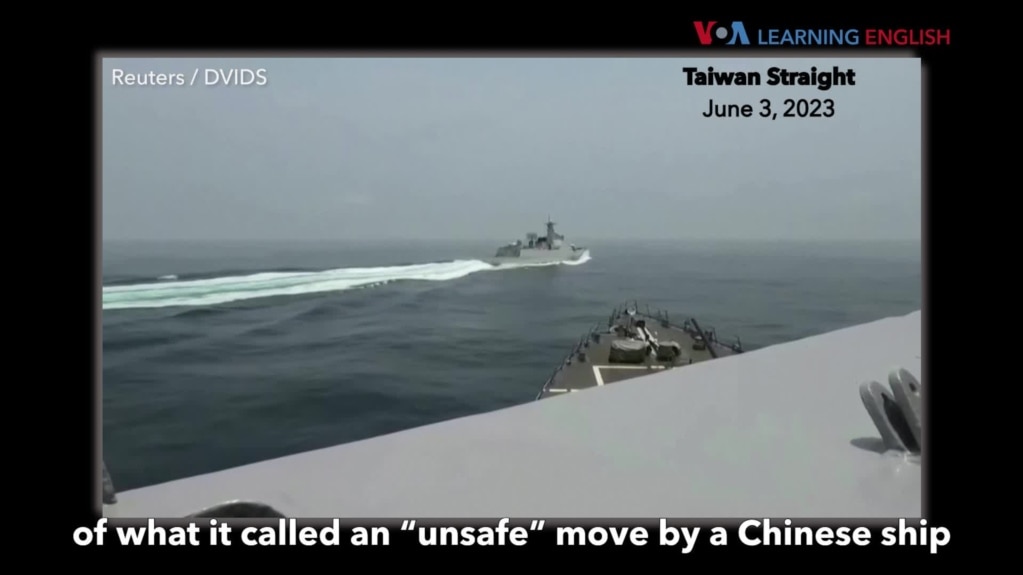 VOA LEARNING ENGLISH
Reuters / DVIDS
Taiwan Straight
June 3, 2023
of what it called an “unsafe“ move by a Chinese ship